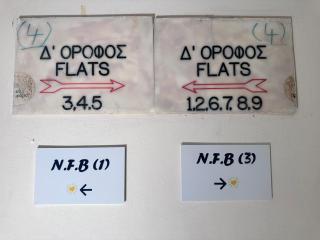 (4)
Δ' ΟΡΟΦΟΣ
FLATS
3,4.5
(4)
Δ' ΟΡΟΦΟΣ
FLATS
1.2,6.7. 8.9
N.F.B (1)
←
N.F.B (3)
→